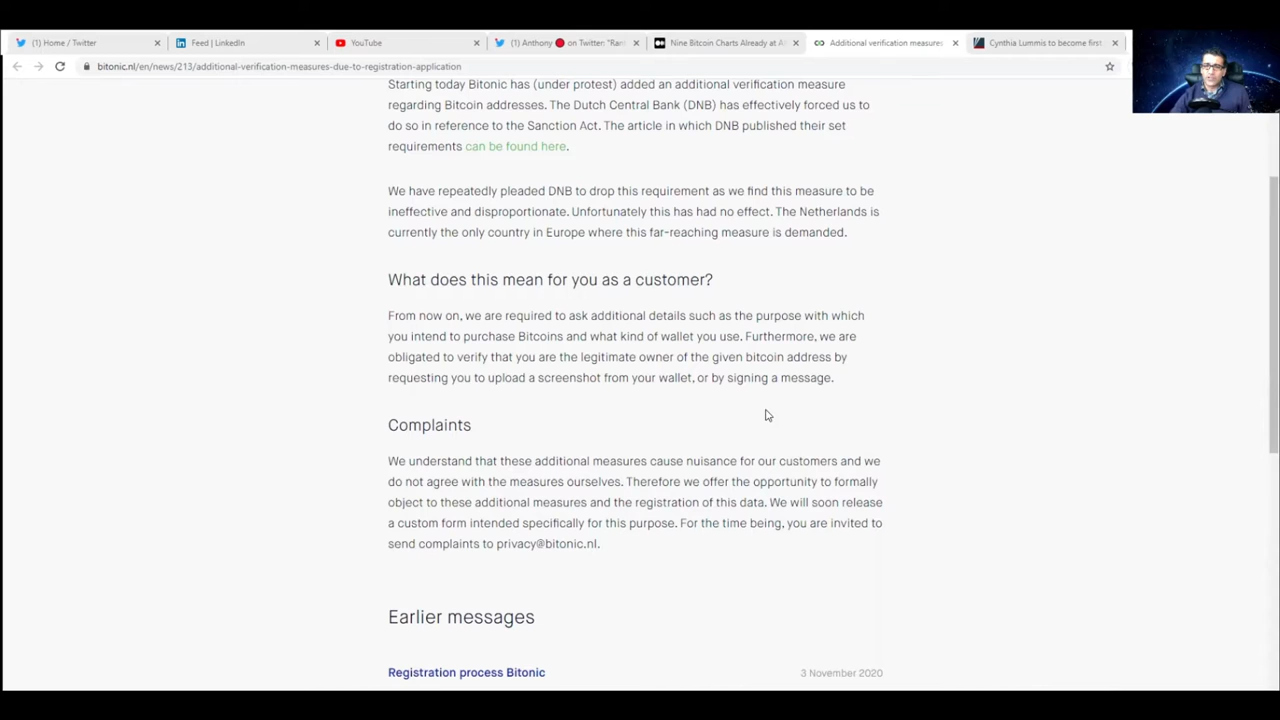 (1) Home / Twitter
Feed | LinkedIn
YouTube
(1) Anthony 🔴 on Twitter: "Ran
Nine Bitcoin Charts Already at Al
Additional verification measures
Cynthia Lummis to become first
bitonic.nl/en/news/213/additional-verification-measures-due-to-registration-application
Starting today Bitonic has (under protest) added an additional verification measure
regarding Bitcoin addresses. The Dutch Central Bank (DNB) has effectively forced us to
do so in reference to the Sanction Act. The article in which DNB published their set
requirements can be found here.
We have repeatedly pleaded DNB to drop this requirement as we find this measure to be
ineffective and disproportionate. Unfortunately this has had no effect. The Netherlands is
currently the only country in Europe where this far-reaching measure is demanded.
What does this mean for you as a customer?
From now on, we are required to ask additional details such as the purpose with which
you intend to purchase Bitcoins and what kind of wallet you use. Furthermore, we are
obligated to verify that you are the legitimate owner of the given bitcoin address by
requesting you to upload a screenshot from your wallet, or by signing a message.
Complaints
We understand that these additional measures cause nuisance for our customers and we
do not agree with the measures ourselves. Therefore we offer the opportunity to formally
object to these additional measures and the registration of this data. We will soon release
a custom form intended specifically for this purpose. For the time being, you are invited to
send complaints to privacy@bitonic.nl.
Earlier messages
Registration process Bitonic
3 November 2020